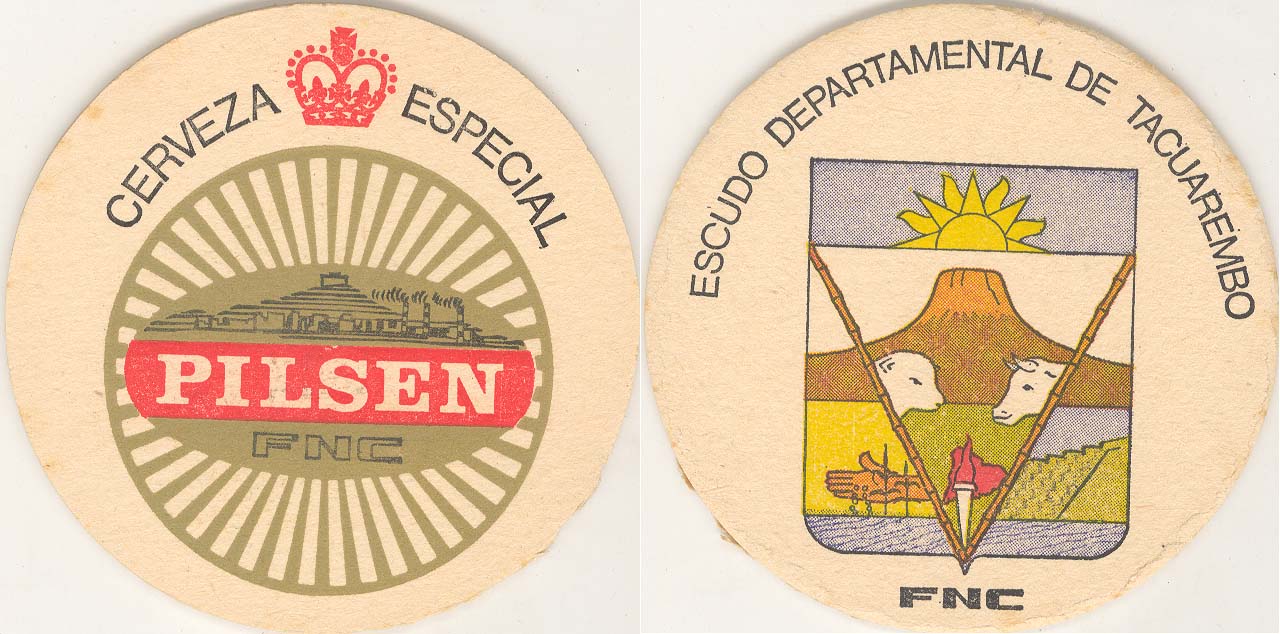 CERVEZA ESPECIAL
PILSEN
FNC
ESCUDO DEPARTAMENTAL DE TACUAREMBO
FNC